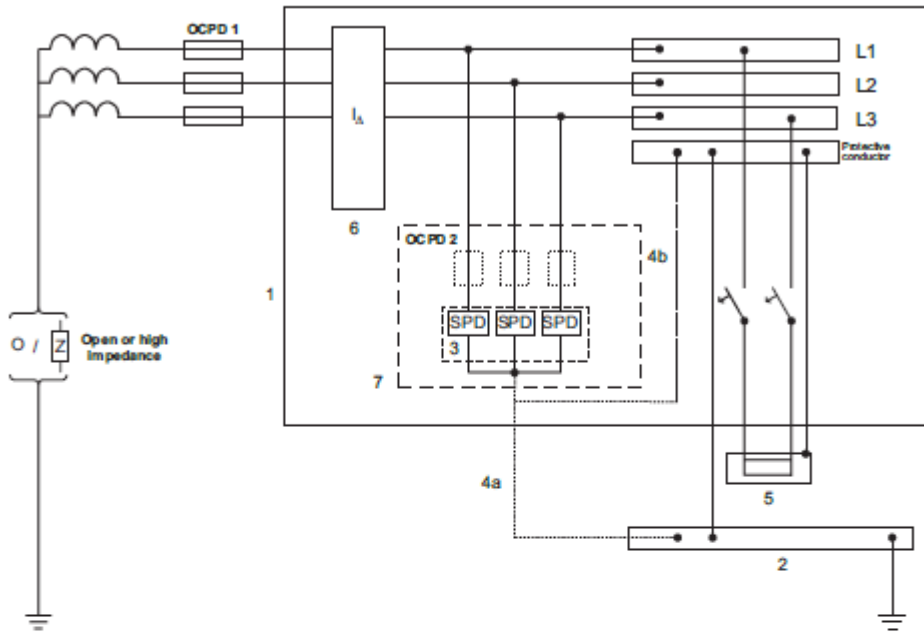 OCPD 1
L1
L2
L3
Protective
conductor
I∆
6
OCPD 2
4b
1
SPD SPD SPD
3
7
O / Z
Open or high
impedance
4a
5
2